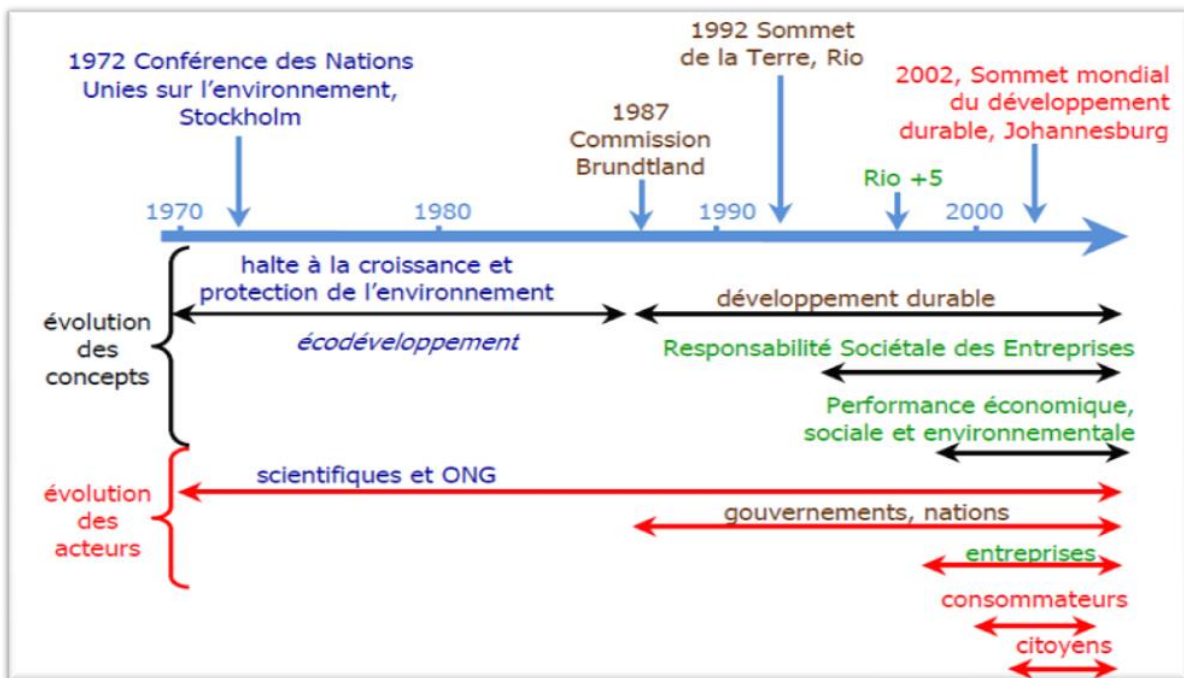 1972 Conférence des Nations
Unies sur l’environnement,
Stockholm
1987
Commission
Brundtland
1992 Sommet
de la Terre, Rio
Rio +5
2002, Sommet mondial
du développement
durable, Johannesburg
1970
1980
1990
2000
évolution
des
concepts
halte à la croissance et
protection de l’environnement
écodéveloppement
développement durable
Responsabilité Sociétale des Entreprises
Performance économique,
sociale et environnementale
évolution
des
acteurs
scientifiques et ONG
gouvernements, nations
entreprises
consommateurs
citoyens